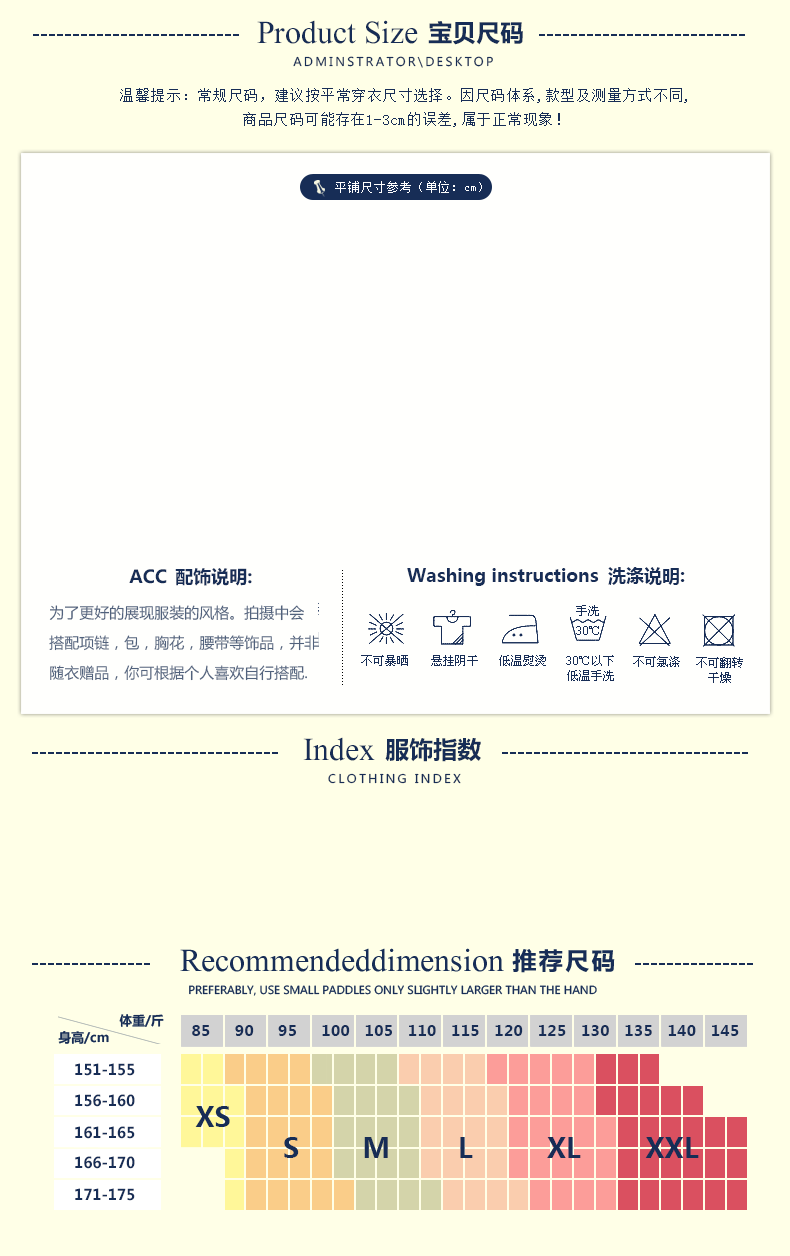 Product Size 宝贝尺码
ADMINSTRATOR\DESKTOP
温馨提示：常规尺码，建议按平常穿衣尺寸选择。因尺码体系,款型及测量方式不同,
商品尺码可能存在1-3cm的误差,属于正常现象！
平铺尺寸参考（单位：cm）
ACC 配饰说明:
为了更好的展现服装的风格。拍摄中会
搭配项链，包，胸花，腰带等饰品，并非
随衣赠品，你可根据个人喜欢自行搭配.
Washing instructions 洗涤说明:
手洗
30℃
不可暴晒 悬挂阴干 低温熨烫 30℃以下 不可氯涤 不可翻转
低温手洗 干燥
Index 服饰指数
CLOTHING INDEX
Recommendeddimension 推荐尺码
PREFERABLY, USE SMALL PADDLES ONLY SLIGHTLY LARGER THAN THE HAND
体重/斤
身高/cm
85 90 95 100 105 110 115 120 125 130 135 140 145
151-155
156-160
161-165
166-170
171-175
XS S M L XL XXL